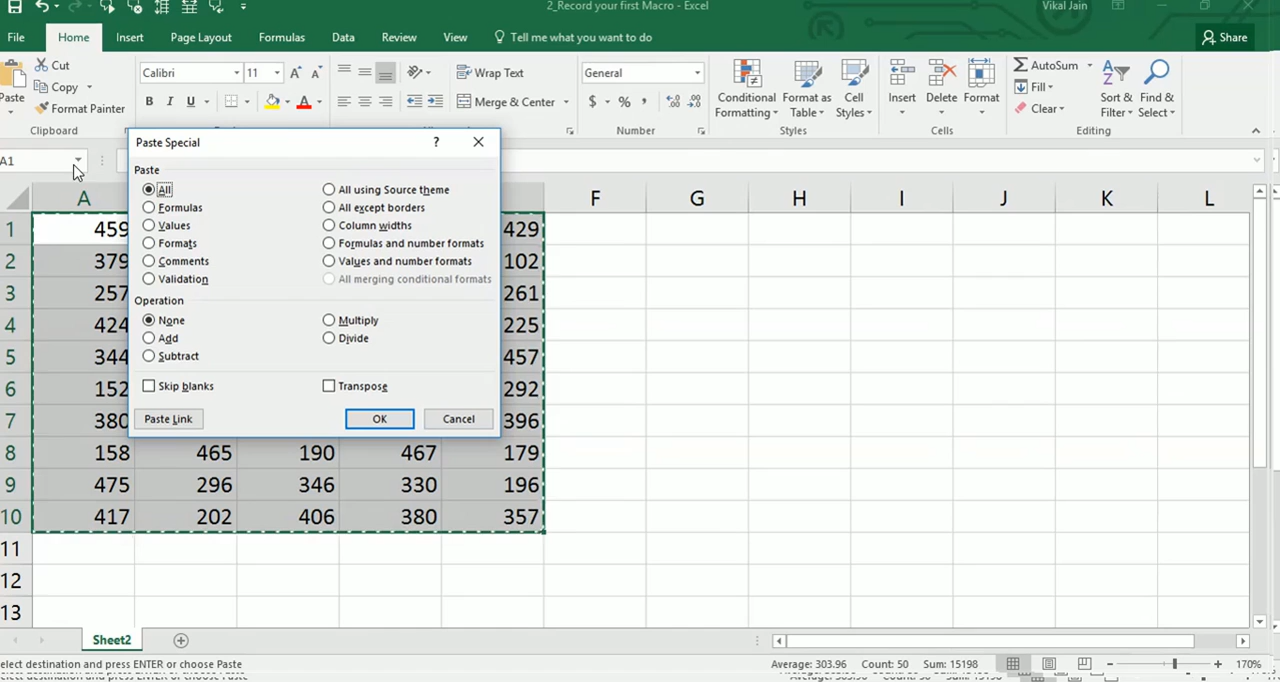 2_Record your first Macro - Excel
Vikal Jain
File Home Insert Page Layout Formulas Data Review View Tell me what you want to do Share
Paste
Cut
Copy
Format Painter
Clipboard
Calibri 11
B I U
Wrap Text
Merge & Center
General
$ % ,
Number
Conditional Formatting
Format as Table
Cell Styles
Styles
Insert Delete Format
Cells
AutoSum
Fill
Clear
Sort & Filter
Find & Select
Editing
A1
Paste Special ?
Paste
All All using Source theme
Formulas All except borders
Values Column widths
Formats Formulas and number formats
Comments Values and number formats
Validation All merging conditional formats
Operation
None Multiply
Add Divide
Subtract
Skip blanks Transpose
Paste Link OK Cancel
A F G H I J K L
1 459 429
2 379 102
3 257 261
4 424 225
5 344 457
6 152 292
7 380 396
8 158 465 190 467 179
9 475 296 346 330 196
10 417 202 406 380 357
11
12
13
Sheet2
elect destination and press ENTER or choose Paste Average: 303.96 Count: 50 Sum: 15198 170%